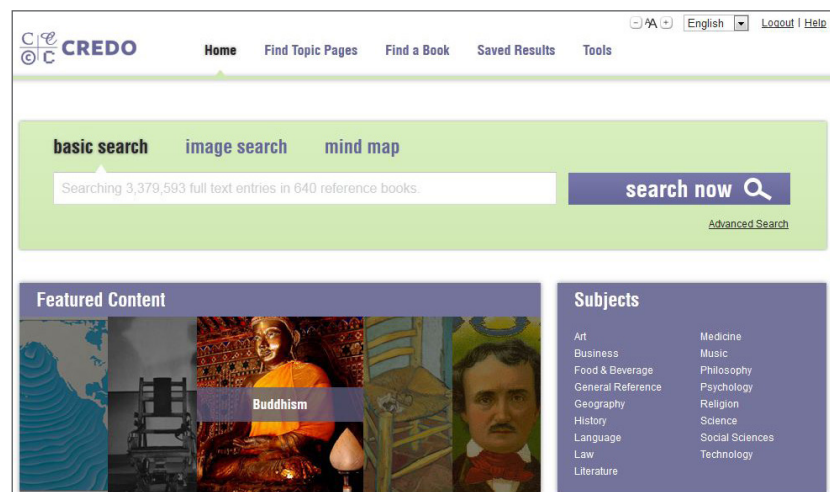 - AA + English Logout | Help
C C © C CREDO
Home Find Topic Pages Find a Book Saved Results Tools
basic search image search mind map
Searching 3,379,593 full text entries in 640 reference books.
search now
Advanced Search
Featured Content
Buddhism
Subjects
Art
Business
Food & Beverage
General Reference
Geography
History
Language
Law
Literature
Medicine
Music
Philosophy
Psychology
Religion
Science
Social Sciences
Technology